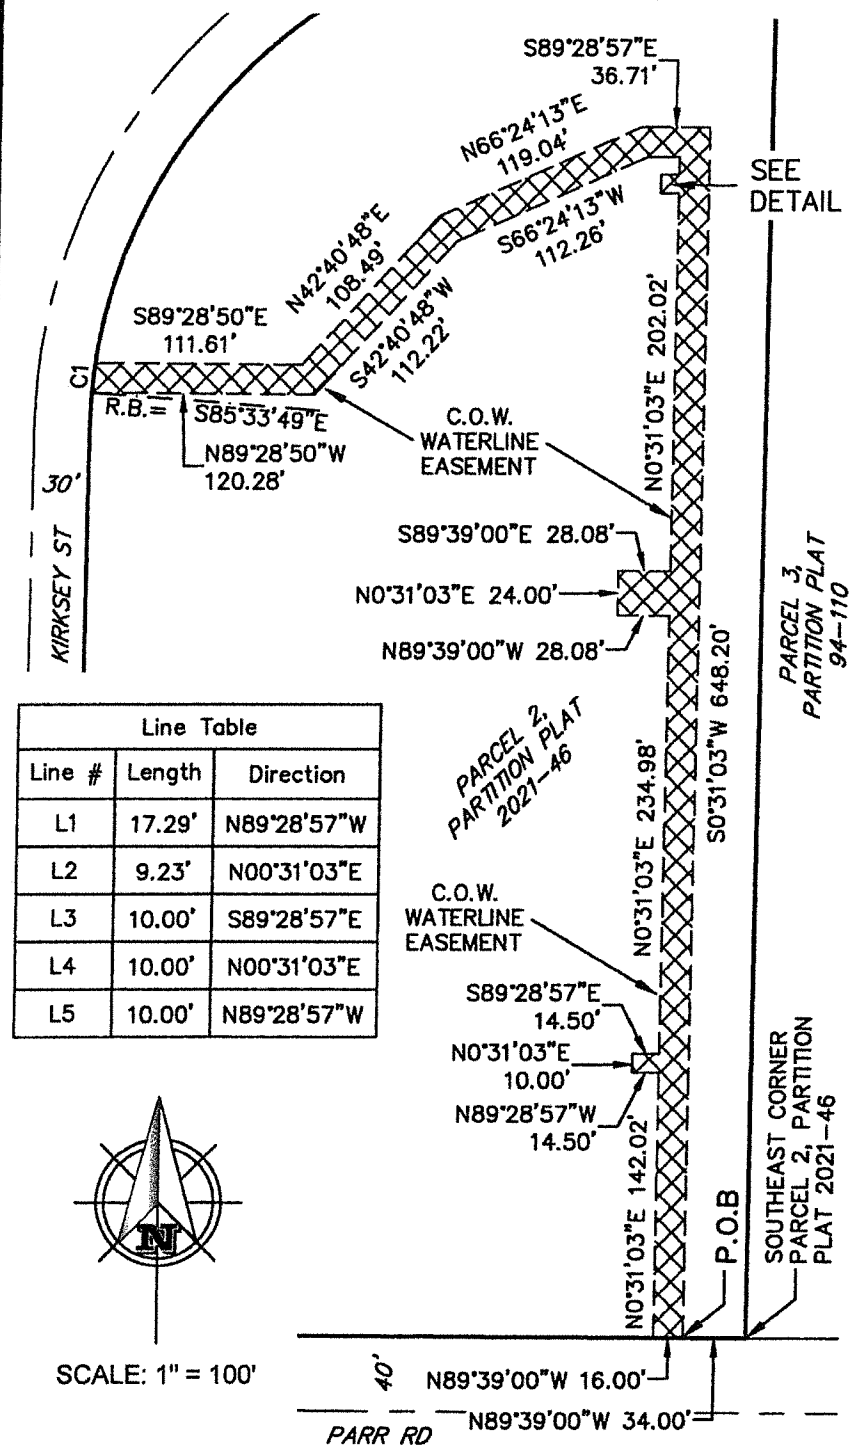 S89°28'57"E
36.71'
N66°24'13"E
119.04'
SEE
DETAIL
S66°24'13"W
112.26'
N42°40'48"E
108.49'
S42°40'48"W
112.22'
S89°28'50"E
111.61'
C1
R.B.= S85°33'49"E
N89°28'50"W
120.28'
C.O.W.
WATERLINE
EASEMENT
N0°31'03"E 202.02'
30'
KIRKSEY ST
S89°39'00"E 28.08'
N0°31'03"E 24.00'
N89°39'00"W 28.08'
PARCEL 3,
PARTITION PLAT
94-110
S0°31'03"W 648.20'
PARCEL 2,
PARTITION PLAT
2021-46
N0°31'03"E 234.98'
Line Table
Line # Length Direction
L1 17.29' N89°28'57"W
L2 9.23' N00°31'03"E
L3 10.00' S89°28'57"E
L4 10.00' N00°31'03"E
L5 10.00' N89°28'57"W
C.O.W.
WATERLINE
EASEMENT
S89°28'57"E
14.50'
N0°31'03"E
10.00'
N89°28'57"W
14.50'
N0°31'03"E 142.02'
P.O.B
SOUTHEAST CORNER
PARCEL 2, PARTITION
PLAT 2021-46
N
SCALE: 1" = 100'
40'
N89°39'00"W 16.00'
N89°39'00"W 34.00'
PARR RD